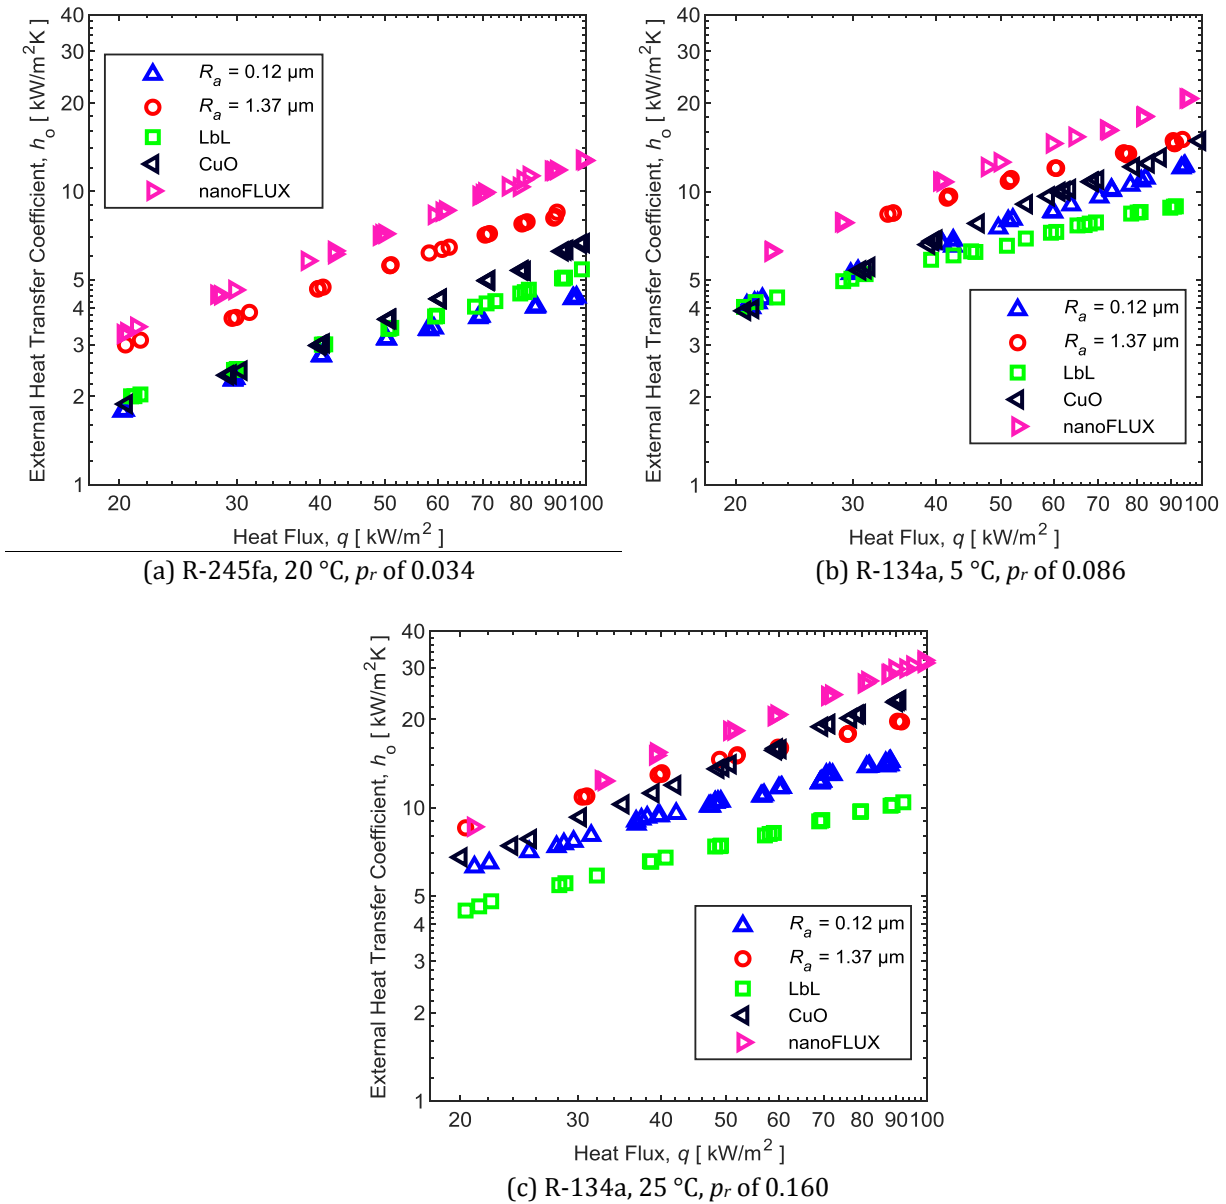 40
30
20
10
5
4
3
2
1
External Heat Transfer Coefficient, hₒ [ kW/m²K ]
Rₐ = 0.12 µm
Rₐ = 1.37 µm
LbL
CuO
nanoFLUX
20 30 40 50 60 70 80 90 100
Heat Flux, q [ kW/m² ]
(a) R-245fa, 20 °C, pᵣ of 0.034
40
30
20
10
5
4
3
2
1
External Heat Transfer Coefficient, hₒ [ kW/m²K ]
Rₐ = 0.12 µm
Rₐ = 1.37 µm
LbL
CuO
nanoFLUX
20 30 40 50 60 70 80 90 100
Heat Flux, q [ kW/m² ]
(b) R-134a, 5 °C, pᵣ of 0.086
40
30
20
10
5
4
3
2
1
External Heat Transfer Coefficient, hₒ [ kW/m²K ]
Rₐ = 0.12 µm
Rₐ = 1.37 µm
LbL
CuO
nanoFLUX
20 30 40 50 60 70 80 90 100
Heat Flux, q [ kW/m² ]
(c) R-134a, 25 °C, pᵣ of 0.160